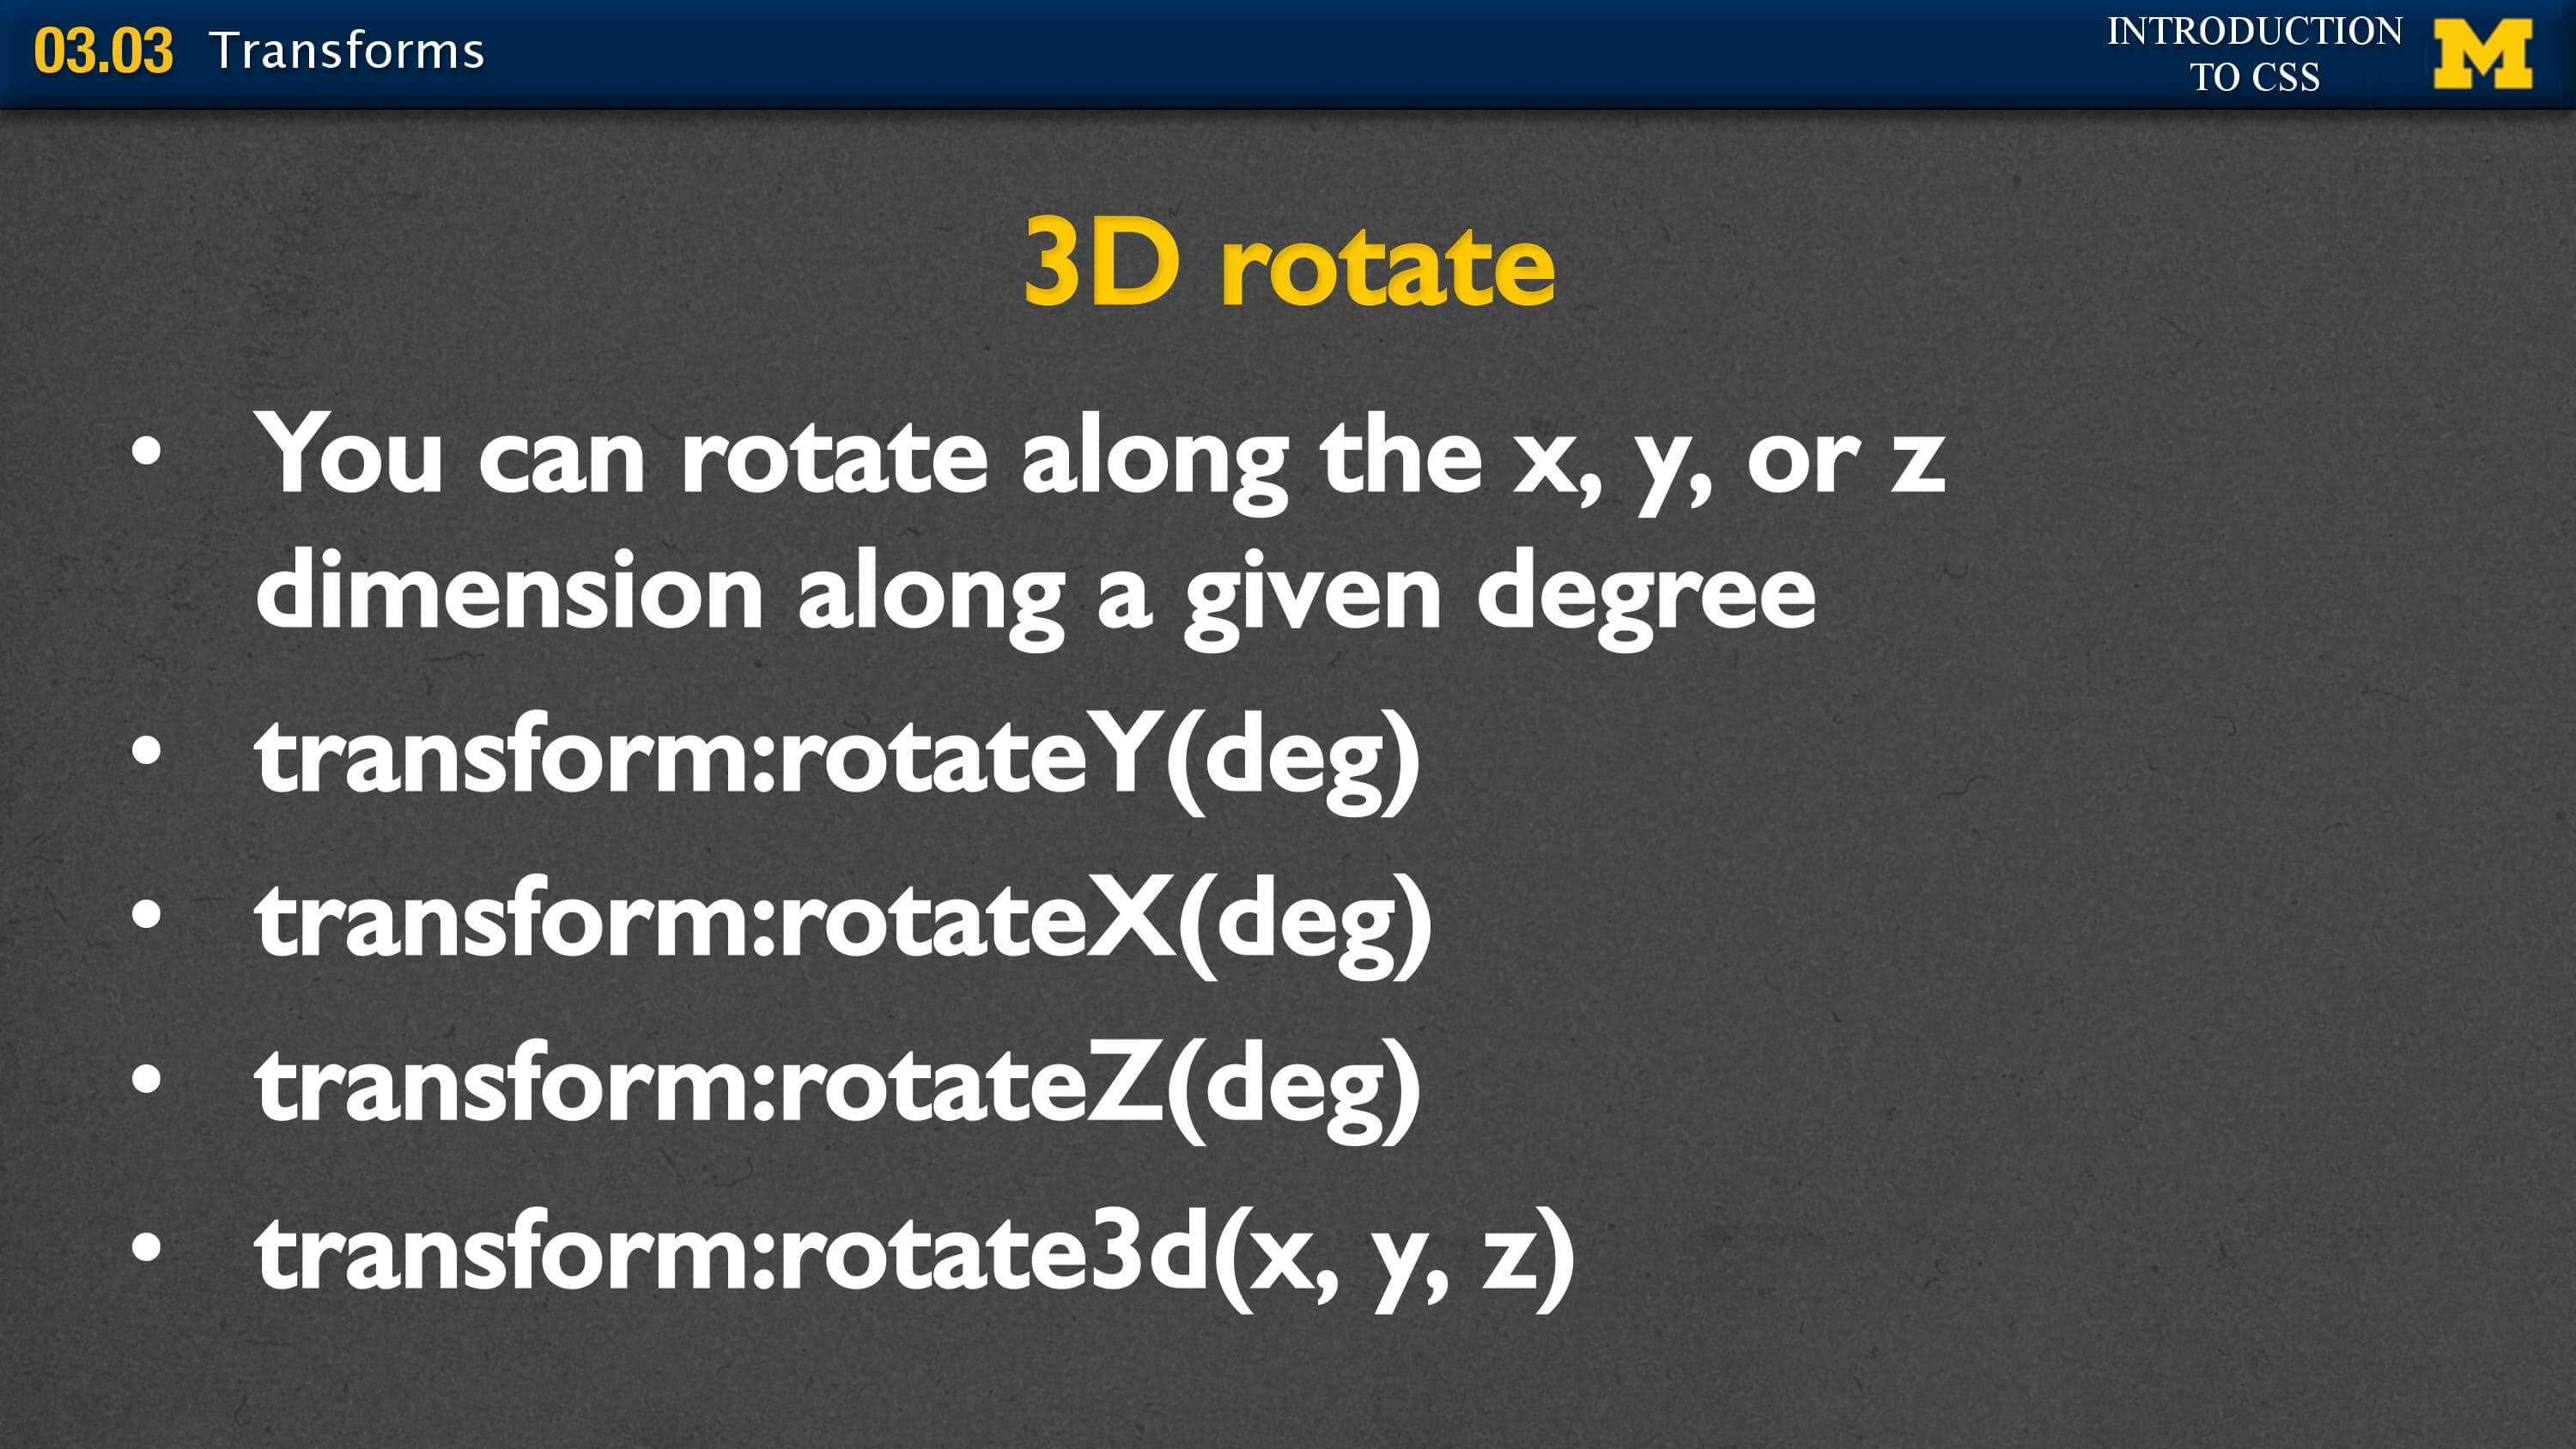 03.03 Transforms
INTRODUCTION
TO CSS
M
3D rotate
• You can rotate along the x, y, or z
dimension along a given degree
• transform:rotateY(deg)
• transform:rotateX(deg)
• transform:rotateZ(deg)
• transform:rotate3d(x, y, z)